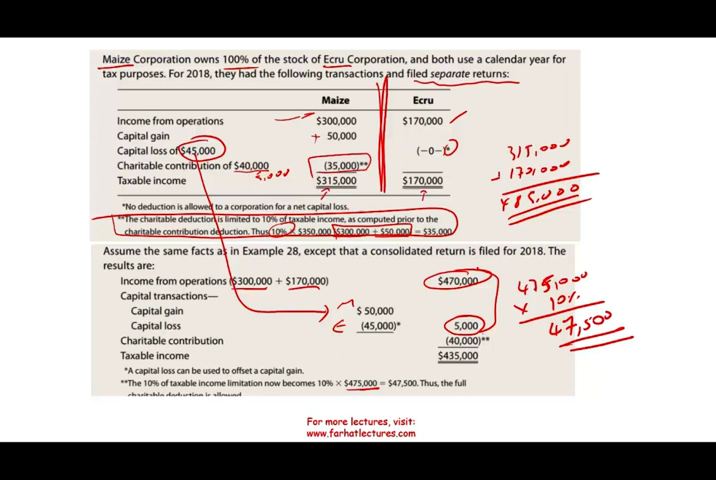 Maize Corporation owns 100% of the stock of Ecru Corporation, and both use a calendar year for
tax purposes. For 2018, they had the following transactions and filed separate returns:
Maize Ecru
Income from operations $300,000 $170,000
Capital gain + 50,000
Capital loss of $45,000 (–0–)*
Charitable contribution of $40,000 (35,000)**
5,000
Taxable income $315,000 $170,000
*No deduction is allowed to a corporation for a net capital loss.
**The charitable deduction is limited to 10% of taxable income, as computed prior to the
charitable contribution deduction. Thus, 10% × $350,000 ($300,000 + $50,000) = $35,000
315,000
+ 170,000
485,000
Assume the same facts as in Example 28, except that a consolidated return is filed for 2018. The
results are:
Income from operations ($300,000 + $170,000) $470,000
Capital transactions—
Capital gain M $ 50,000
Capital loss E (45,000)* 5,000
Charitable contribution (40,000)**
Taxable income $435,000
*A capital loss can be used to offset a capital gain.
**The 10% of taxable income limitation now becomes 10% × $475,000 = $47,500. Thus, the full
charitable deduction is allowed.
475,000
× 10%
47,500
For more lectures, visit:
www.farhatlectures.com